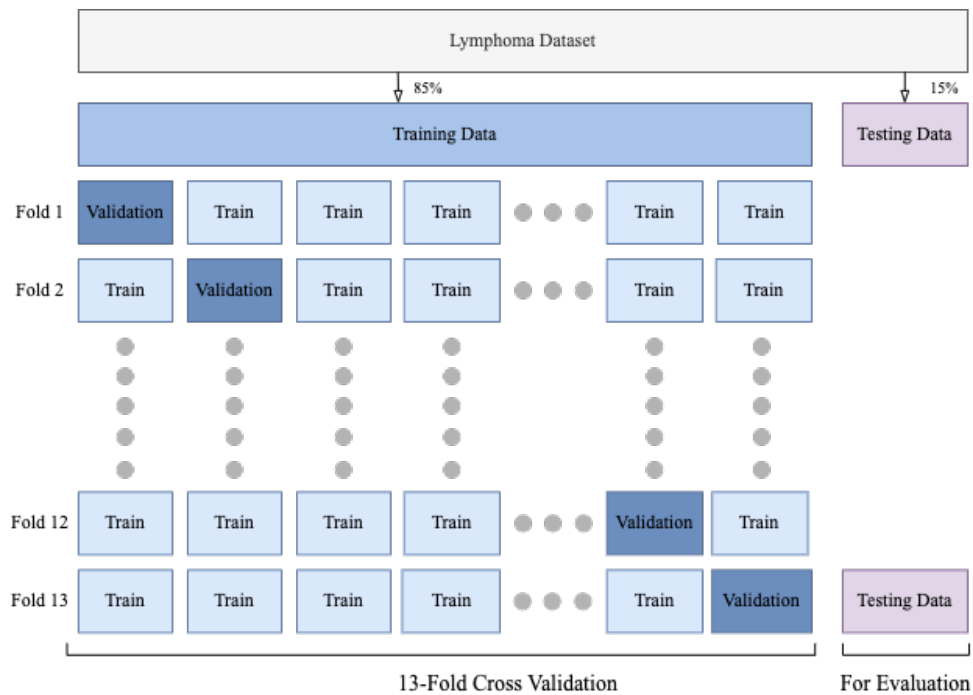 Lymphoma Dataset
85% 15%
Training Data Testing Data
Fold 1 Validation Train Train Train Train Train
Fold 2 Train Validation Train Train Train Train
Fold 12 Train Train Train Train Validation Train
Fold 13 Train Train Train Train Train Validation Testing Data
13-Fold Cross Validation For Evaluation